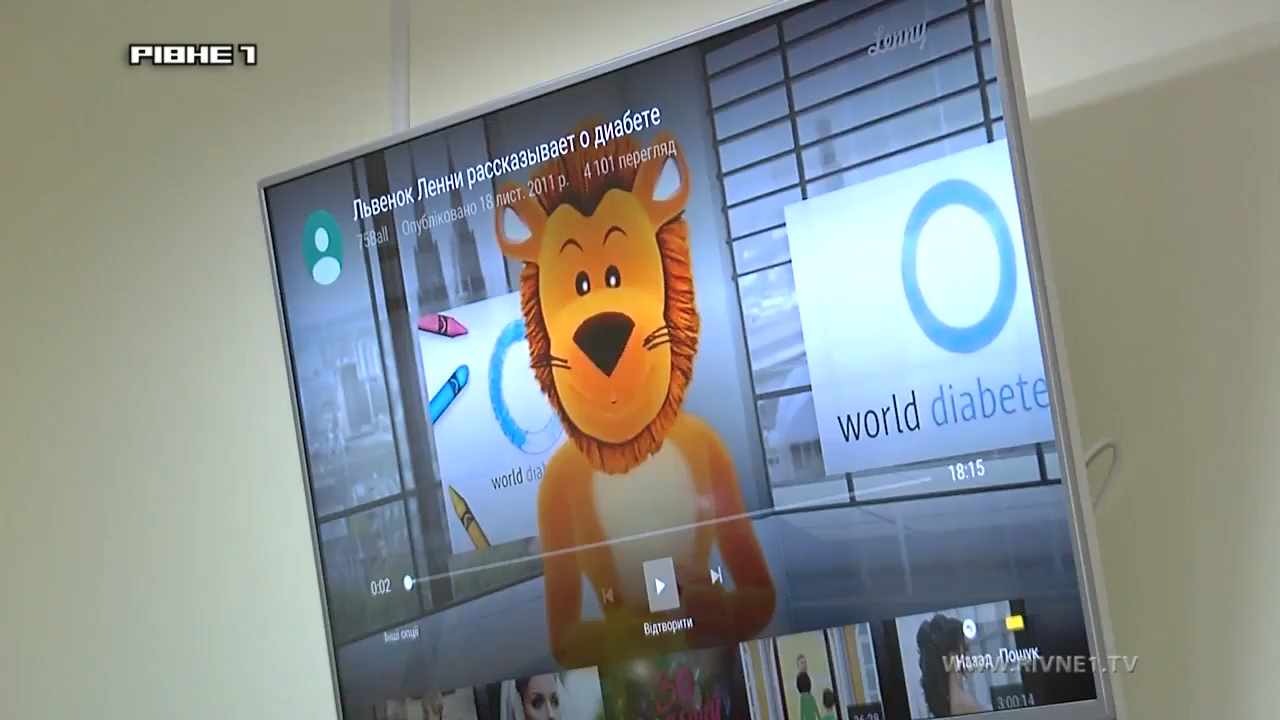 РІВНЕ 1
Lenny
Львенок Ленни рассказывает о диабете
758all Опубліковано 18 лист. 2011 р. 4 101 перегляд
world diabete
world diab
18:15
0:02
Інші опції
Відтворити
Назад Пошук
WWW.RIVNE1.TV
3:00:14